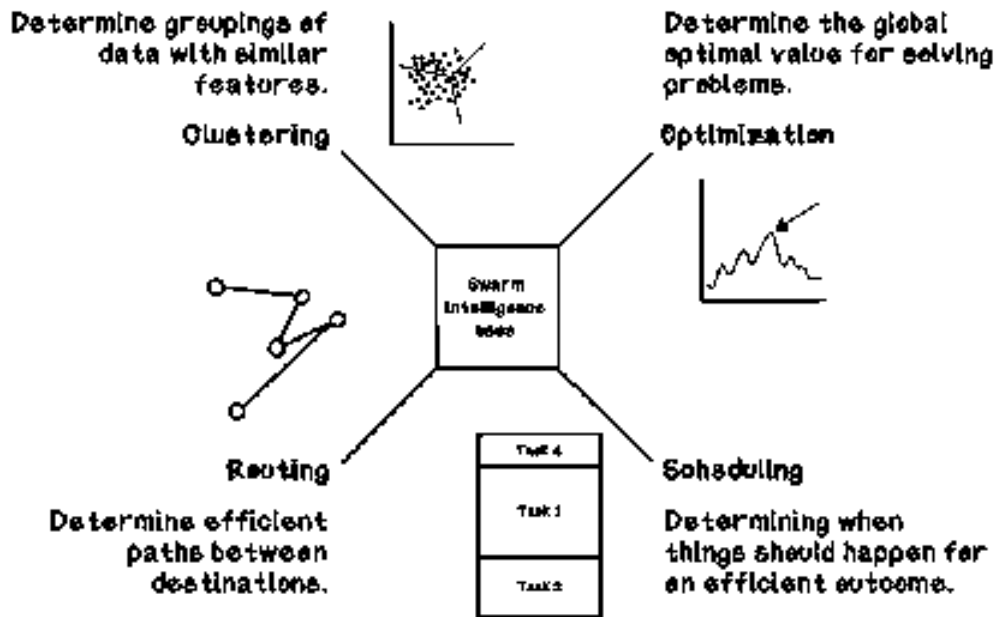 Determine groupings of
data with similar
features.
Clustering
Determine the global
optimal value for solving
problems.
Optimization
Swarm
intelligence
uses
Routing
Determine efficient
paths between
destinations.
Task 4
Task 1
Task 2
Scheduling
Determining when
things should happen for
an efficient outcome.